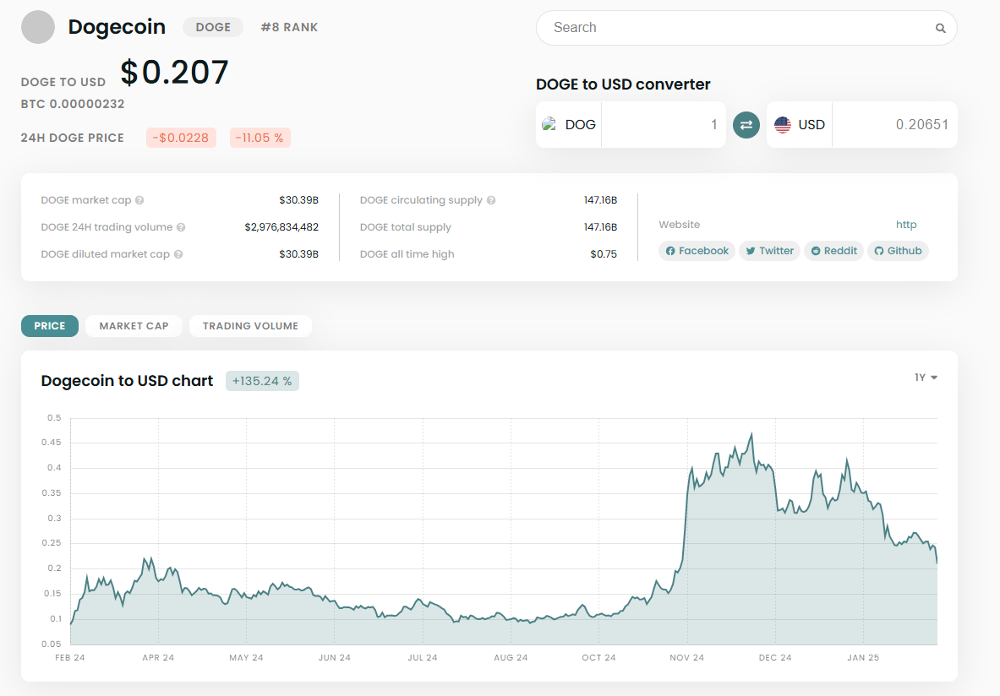 Dogecoin DOGE #8 RANK
Search
DOGE TO USD $0.207
BTC 0.00000232
24H DOGE PRICE -$0.0228 -11.05 %
DOGE to USD converter
DOG 1 USD 0.20651
DOGE market cap $30.39B
DOGE 24H trading volume $2,976,834,482
DOGE diluted market cap $30.39B
DOGE circulating supply 147.16B
DOGE total supply 147.16B
DOGE all time high $0.75
Website http
Facebook Twitter Reddit Github
PRICE MARKET CAP TRADING VOLUME
Dogecoin to USD chart +135.24 % 1Y
0.5
0.45
0.4
0.35
0.3
0.25
0.2
0.15
0.1
0.05
FEB 24 APR 24 MAY 24 JUN 24 JUL 24 AUG 24 OCT 24 NOV 24 DEC 24 JAN 25